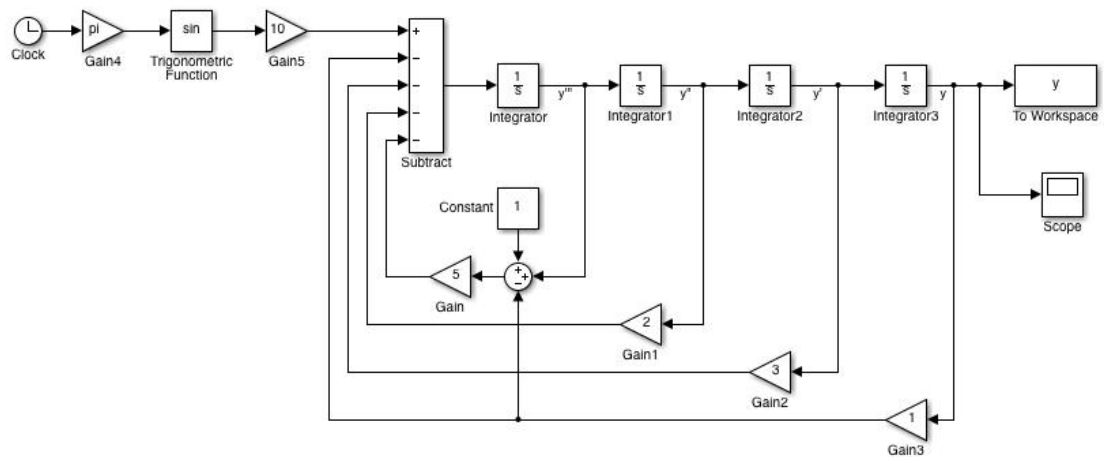 pi
sin
10
Clock
Gain4
Trigonometric
Function
Gain5
+
−
−
−
−
Subtract
1
s
Integrator
y'''
1
s
Integrator1
y''
1
s
Integrator2
y'
1
s
Integrator3
y
y
To Workspace
Scope
Constant
1
+
+
−
5
Gain
2
Gain1
3
Gain2
1
Gain3